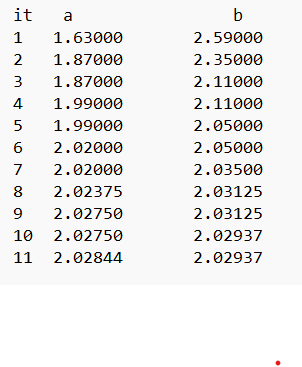 it a b
1 1.63000 2.59000
2 1.87000 2.35000
3 1.87000 2.11000
4 1.99000 2.11000
5 1.99000 2.05000
6 2.02000 2.05000
7 2.02000 2.03500
8 2.02375 2.03125
9 2.02750 2.03125
10 2.02750 2.02937
11 2.02844 2.02937